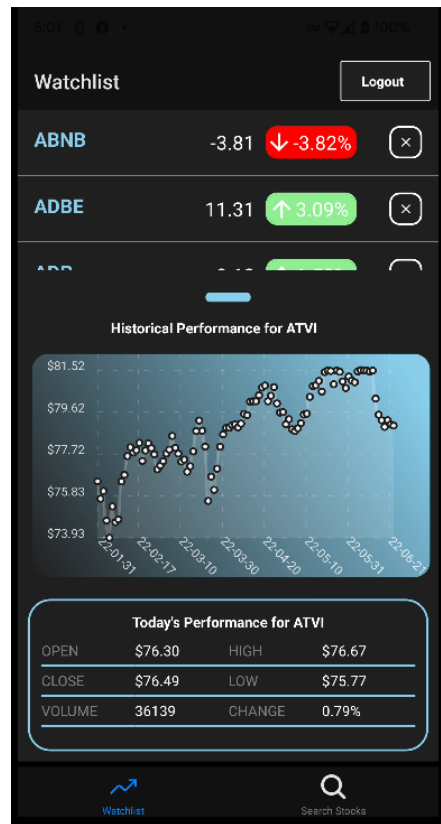 5:01 100%
Watchlist Logout
ABNB -3.81 -3.82%
ADBE 11.31 3.09%
Historical Performance for ATVI
$81.52
$79.62
$77.72
$75.83
$73.93
22-01-31 22-02-17 22-03-10 22-03-30 22-04-20 22-05-10 22-05-31 22-06-21
Today's Performance for ATVI
OPEN $76.30 HIGH $76.67
CLOSE $76.49 LOW $75.77
VOLUME 36139 CHANGE 0.79%
Watchlist Search Stocks